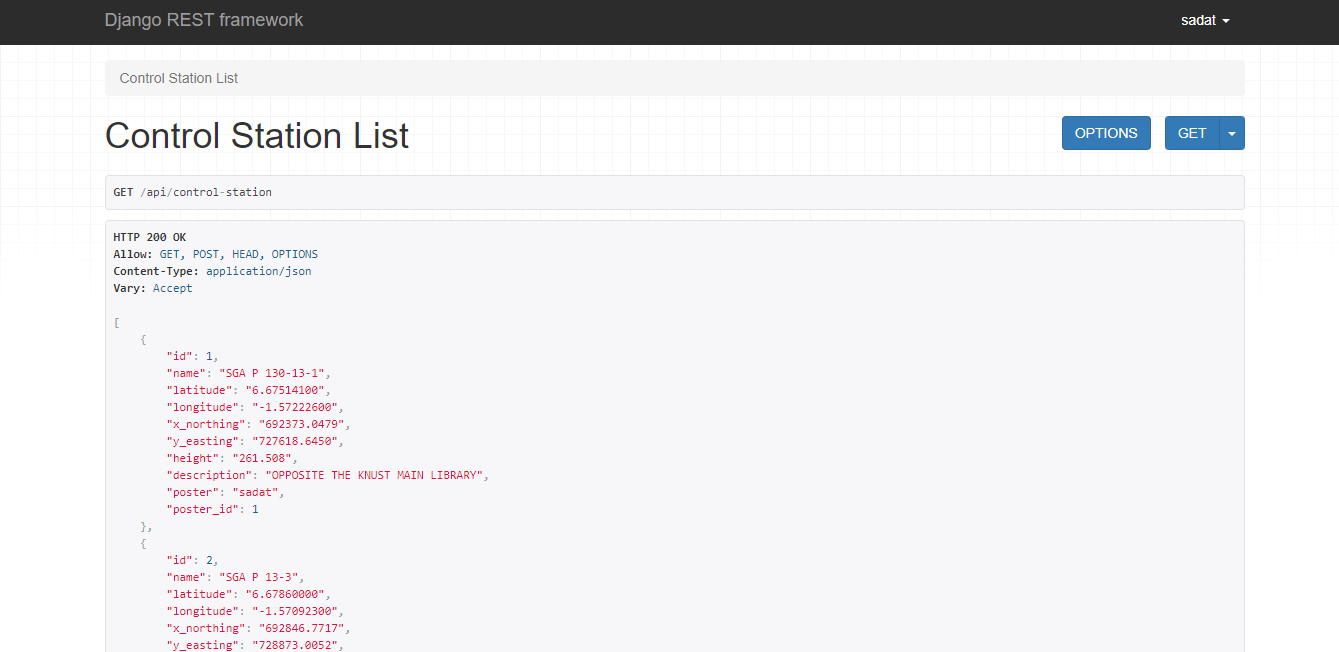 Django REST framework
sadat
Control Station List
Control Station List
OPTIONS
GET
GET /api/control-station
HTTP 200 OK
Allow: GET, POST, HEAD, OPTIONS
Content-Type: application/json
Vary: Accept
[
{
"id": 1,
"name": "SGA P 130-13-1",
"latitude": "6.67514100",
"longitude": "-1.57222600",
"x_northing": "692373.0479",
"y_easting": "727618.6450",
"height": "261.508",
"description": "OPPOSITE THE KNUST MAIN LIBRARY",
"poster": "sadat",
"poster_id": 1
},
{
"id": 2,
"name": "SGA P 13-3",
"latitude": "6.67860000",
"longitude": "-1.57092300",
"x_northing": "692846.7717",
"y_easting": "728873.0052",